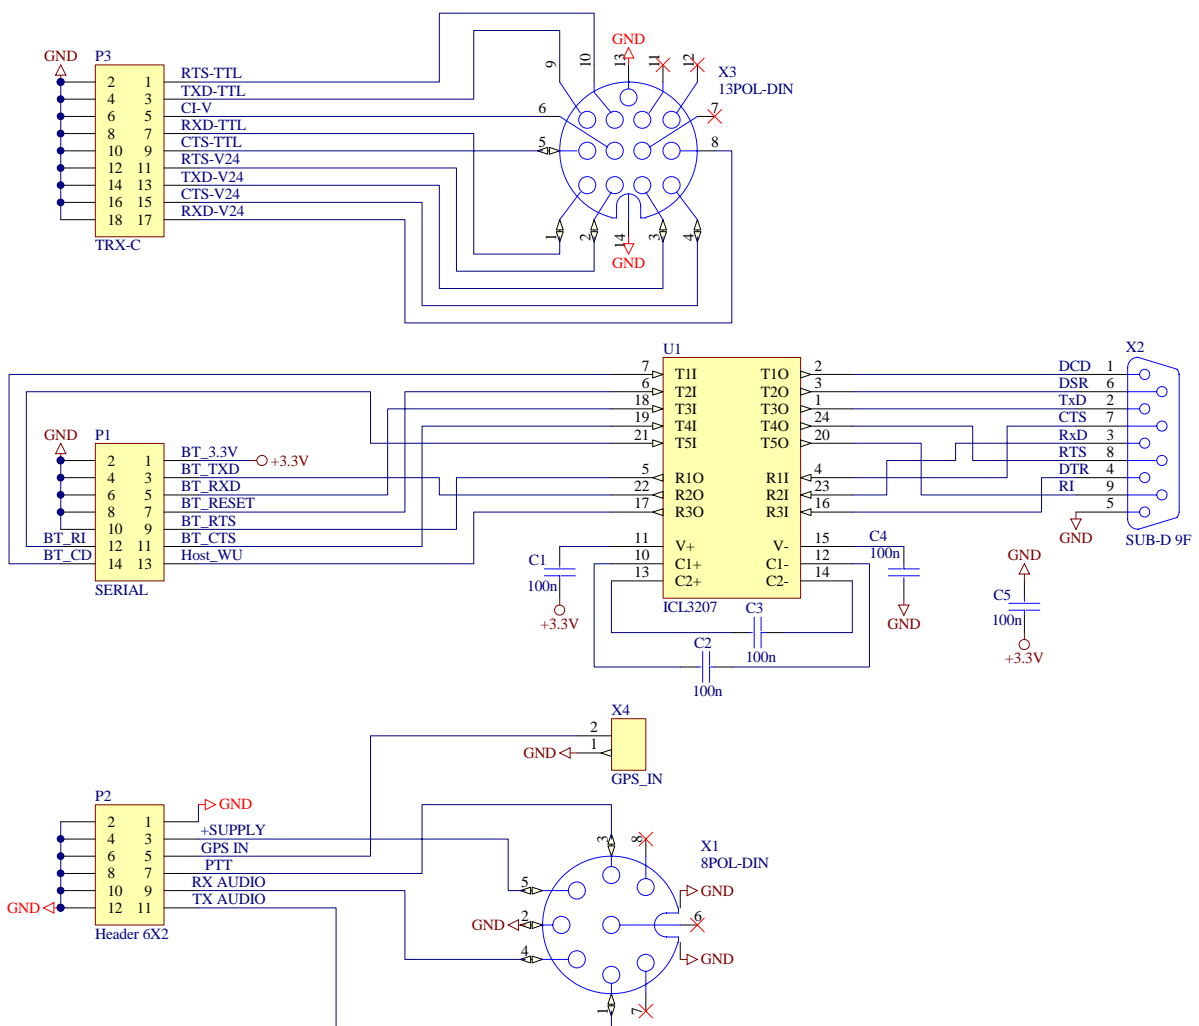 GND
P3
2 1 RTS-TTL
4 3 TXD-TTL
6 5 CI-V
8 7 RXD-TTL
10 9 CTS-TTL
12 11 RTS-V24
14 13 TXD-V24
16 15 CTS-V24
18 17 RXD-V24
TRX-C
GND
9 10 13 11 12
X3
13POL-DIN
6 7
5 8
1 2 14 3 4
GND
U1
7 T1I T1O 2
6 T2I T2O 3
18 T3I T3O 1
19 T4I T4O 24
21 T5I T5O 20
5 R1O R1I 4
22 R2O R2I 23
17 R3O R3I 16
11 V+ V- 15
10 C1+ C1- 12
13 C2+ C2- 14
ICL3207
X2
DCD 1
DSR 6
TxD 2
CTS 7
RxD 3
RTS 8
DTR 4
RI 9
5
GND
SUB-D 9F
GND
P1
2 1 BT_3.3V +3.3V
4 3 BT_TXD
6 5 BT_RXD
8 7 BT_RESET
10 9 BT_RTS
BT_RI 12 11 BT_CTS
BT_CD 14 13 Host_WU
SERIAL
C1
100n
+3.3V
C4
100n
GND
C3
100n
C2
100n
GND
C5
100n
+3.3V
X4
2
GND 1
GPS_IN
P2
2 1 GND
4 3 +SUPPLY
6 5 GPS IN
8 7 PTT
10 9 RX AUDIO
GND 12 11 TX AUDIO
Header 6X2
3 8
X1
8POL-DIN
5 GND
GND 2 6
4 GND
1 7